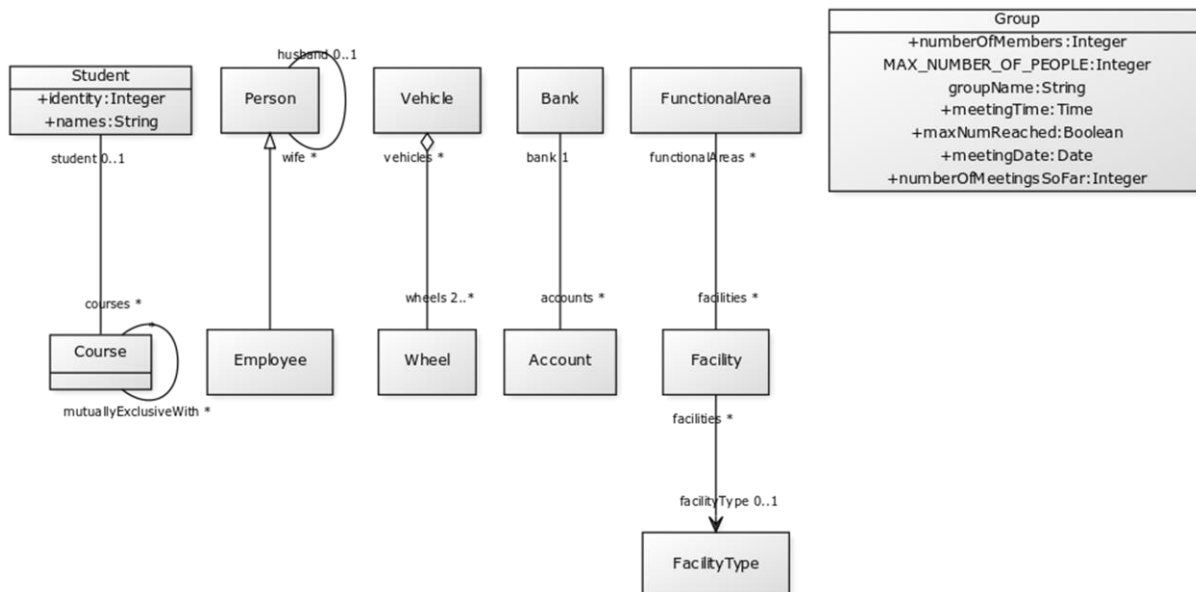 Group
+numberOfMembers:Integer
MAX_NUMBER_OF_PEOPLE:Integer
groupName:String
+meetingTime:Time
+maxNumReached:Boolean
+meetingDate:Date
+numberOfMeetingsSoFar:Integer
Student
+identity:Integer
+names:String
student 0..1
courses *
*
Course
mutuallyExclusiveWith *
husband 0..1
Person
wife *
Employee
Vehicle
vehicles *
wheels 2..*
Wheel
Bank
bank 1
accounts *
Account
FunctionalArea
functionalAreas *
facilities *
Facility
facilities *
facilityType 0..1
FacilityType